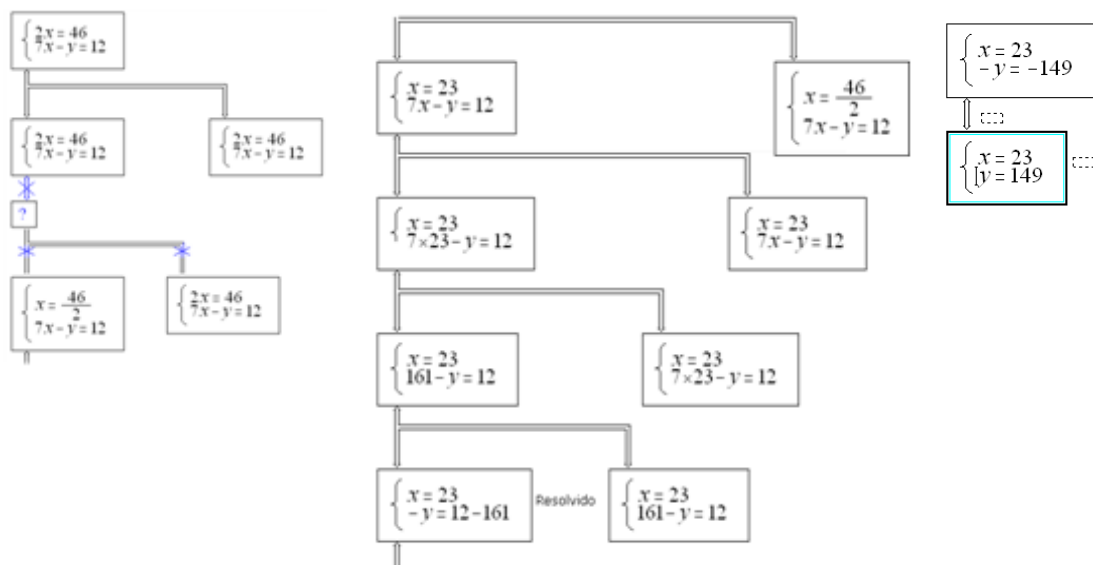 2x = 46
7x - y = 12
2x = 46
7x - y = 12
2x = 46
7x - y = 12
?
x = 46/2
7x - y = 12
2x = 46
7x - y = 12
x = 23
7x - y = 12
x = 46/2
7x - y = 12
x = 23
7×23 - y = 12
x = 23
7x - y = 12
x = 23
161 - y = 12
x = 23
7×23 - y = 12
x = 23
- y = 12 - 161
Resolvido
x = 23
161 - y = 12
x = 23
- y = -149
x = 23
y = 149